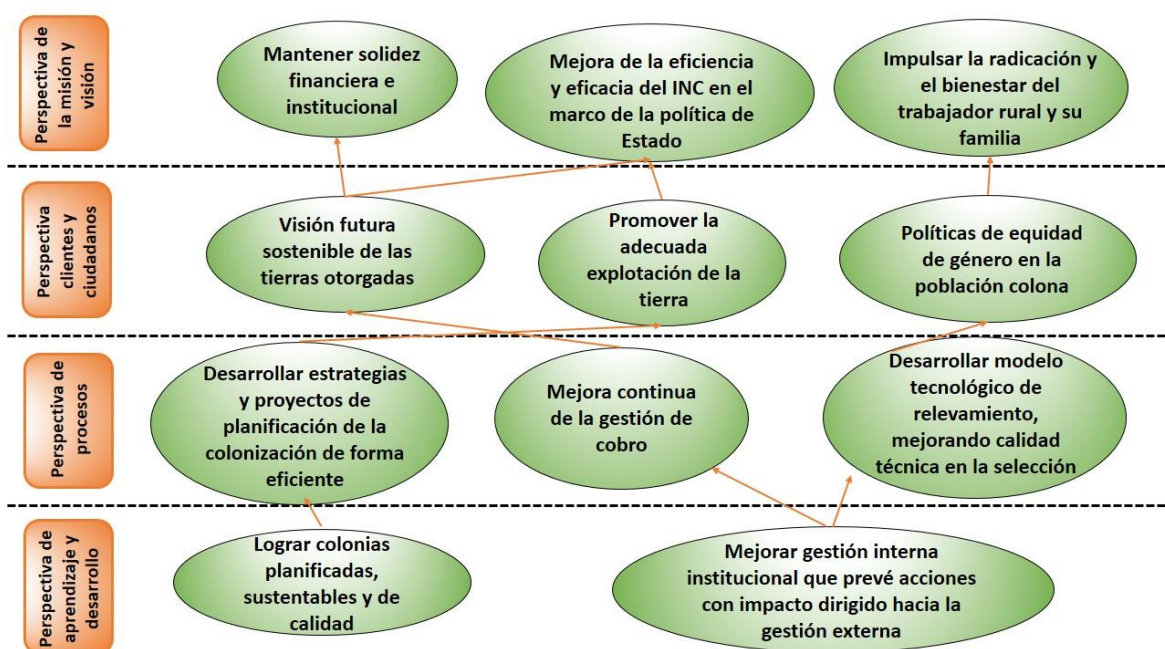 Perspectiva de
la misión y
visión
Mantener solidez
financiera e
institucional
Mejora de la eficiencia
y eficacia del INC en el
marco de la política de
Estado
Impulsar la radicación y
el bienestar del
trabajador rural y su
familia
Perspectiva
clientes y
ciudadanos
Visión futura
sostenible de las
tierras otorgadas
Promover la
adecuada
explotación de la
tierra
Políticas de equidad
de género en la
población colona
Perspectiva de
procesos
Desarrollar estrategias
y proyectos de
planificación de la
colonización de forma
eficiente
Mejora continua
de la gestión de
cobro
Desarrollar modelo
tecnológico de
relevamiento,
mejorando calidad
técnica en la selección
Perspectiva de
aprendizaje y
desarrollo
Lograr colonias
planificadas,
sustentables y de
calidad
Mejorar gestión interna
institucional que prevé acciones
con impacto dirigido hacia la
gestión externa